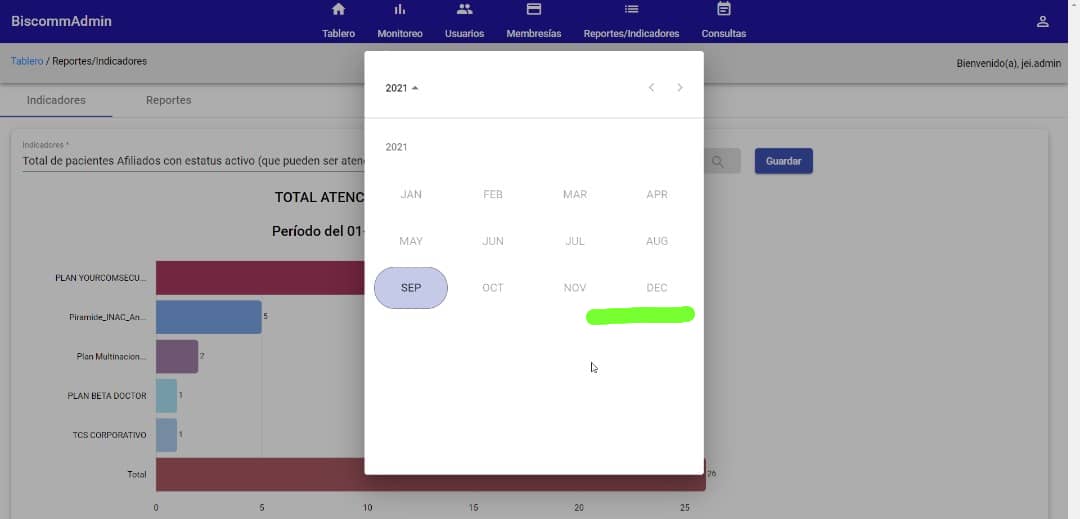 BiscommAdmin
Tablero
Monitoreo
Usuarios
Membresías
Reportes/Indicadores
Consultas
Tablero / Reportes/Indicadores
Bienvenido(a), jei.admin
Indicadores
Reportes
Indicadores *
Total de pacientes Afiliados con estatus activo (que pueden ser aten
Guardar
TOTAL ATENC
Período del 01-
2021
2021
JAN FEB MAR APR
MAY JUN JUL AUG
SEP OCT NOV DEC
PLAN YOURCOMSECU...
Piramide_INAC_An... 5
Plan Multinacion... 2
PLAN BETA DOCTOR 1
TCS CORPORATIVO 1
Total 26
0 5 10 15 20 25